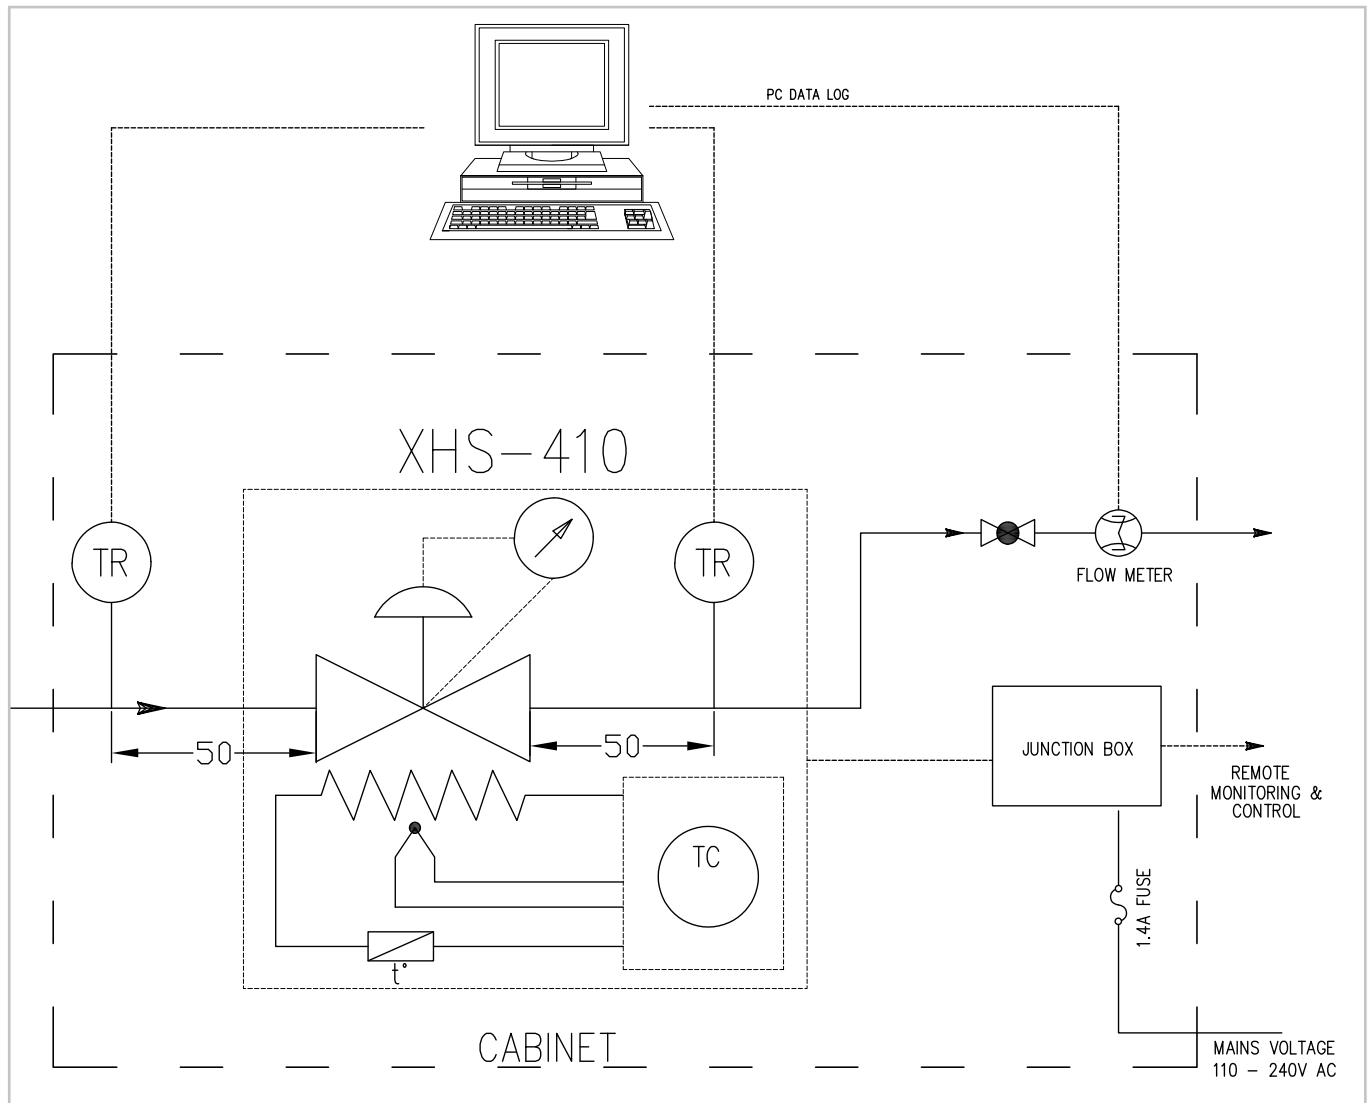 PC DATA LOG
XHS-410
TR
TR
FLOW METER
50
50
JUNCTION BOX
REMOTE
MONITORING &
CONTROL
TC
1.4A FUSE
t°
CABINET
MAINS VOLTAGE
110 - 240V AC